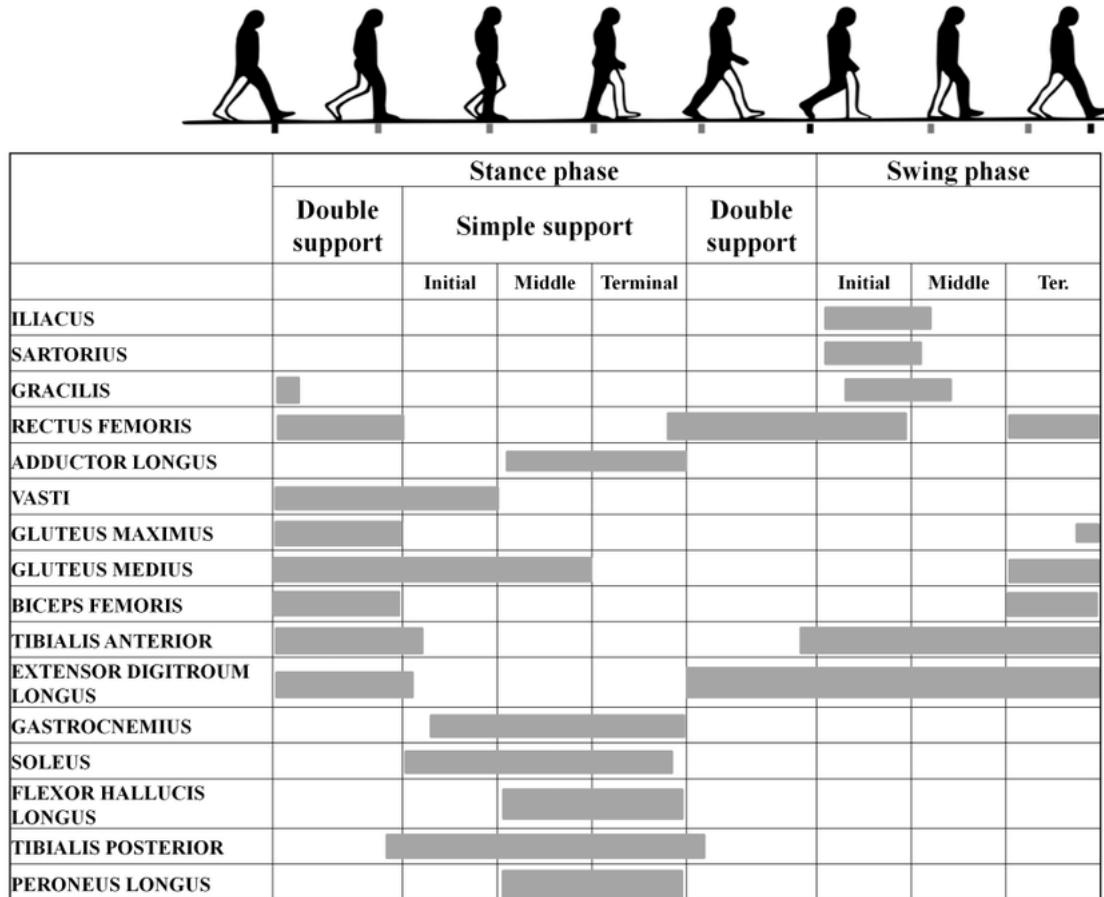 Stance phase
Swing phase
Double
support
Simple support
Double
support
Initial
Middle
Terminal
Initial
Middle
Ter.
ILIACUS
SARTORIUS
GRACILIS
RECTUS FEMORIS
ADDUCTOR LONGUS
VASTI
GLUTEUS MAXIMUS
GLUTEUS MEDIUS
BICEPS FEMORIS
TIBIALIS ANTERIOR
EXTENSOR DIGITROUM
LONGUS
GASTROCNEMIUS
SOLEUS
FLEXOR HALLUCIS
LONGUS
TIBIALIS POSTERIOR
PERONEUS LONGUS